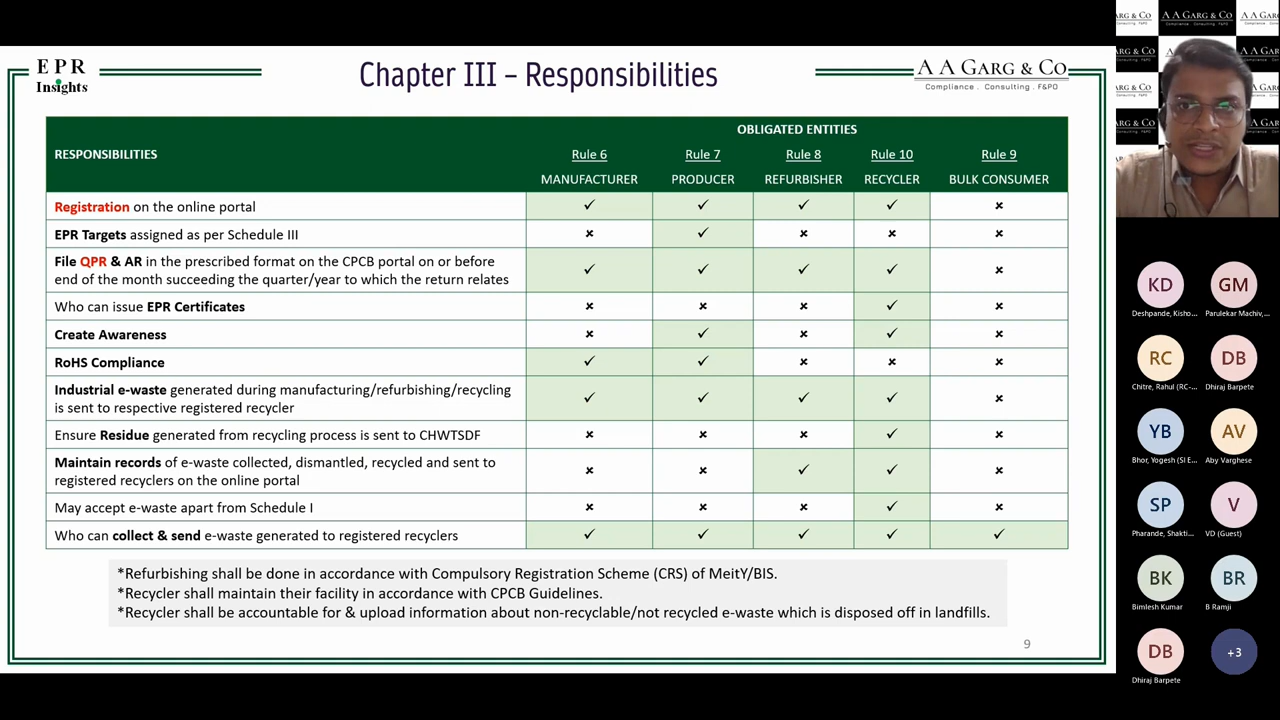 EPR
Insights
Chapter III – Responsibilities
A A GARG & CO
Compliance . Consulting . F&PO
RESPONSIBILITIES
OBLIGATED ENTITIES
Rule 6 Rule 7 Rule 8 Rule 10 Rule 9
MANUFACTURER PRODUCER REFURBISHER RECYCLER BULK CONSUMER
Registration on the online portal ✓ ✓ ✓ ✓ ×
EPR Targets assigned as per Schedule III × ✓ × × ×
File QPR & AR in the prescribed format on the CPCB portal on or before
end of the month succeeding the quarter/year to which the return relates ✓ ✓ ✓ ✓ ×
Who can issue EPR Certificates × × × ✓ ×
Create Awareness × ✓ × ✓ ×
RoHS Compliance ✓ ✓ × × ×
Industrial e-waste generated during manufacturing/refurbishing/recycling
is sent to respective registered recycler ✓ ✓ ✓ ✓ ×
Ensure Residue generated from recycling process is sent to CHWTSDF × × × ✓ ×
Maintain records of e-waste collected, dismantled, recycled and sent to
registered recyclers on the online portal × × ✓ ✓ ×
May accept e-waste apart from Schedule I × × × ✓ ×
Who can collect & send e-waste generated to registered recyclers ✓ ✓ ✓ ✓ ✓
*Refurbishing shall be done in accordance with Compulsory Registration Scheme (CRS) of MeitY/BIS.
*Recycler shall maintain their facility in accordance with CPCB Guidelines.
*Recycler shall be accountable for & upload information about non-recyclable/not recycled e-waste which is disposed off in landfills.
9
A A GARG & CO
KD GM
Deshpande, Kisho... Parulekar Machiv,...
RC DB
Chitre, Rahul (RC-... Dhiraj Barpete
YB AV
Bhor, Yogesh (SI E... Aby Varghese
SP V
Pharande, Shakti... VD (Guest)
BK BR
Bimlesh Kumar B Ramji
DB +3
Dhiraj Barpete